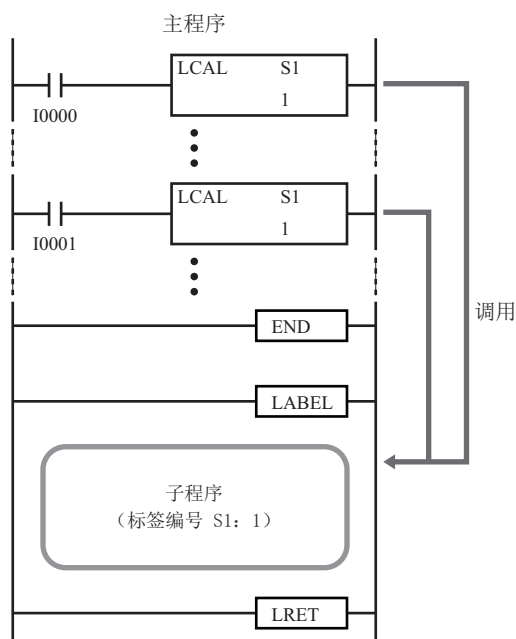 主程序
LCAL S1
1
I0000
LCAL S1
1
I0001
END
调用
LABEL
子程序
（标签编号 S1：1）
LRET